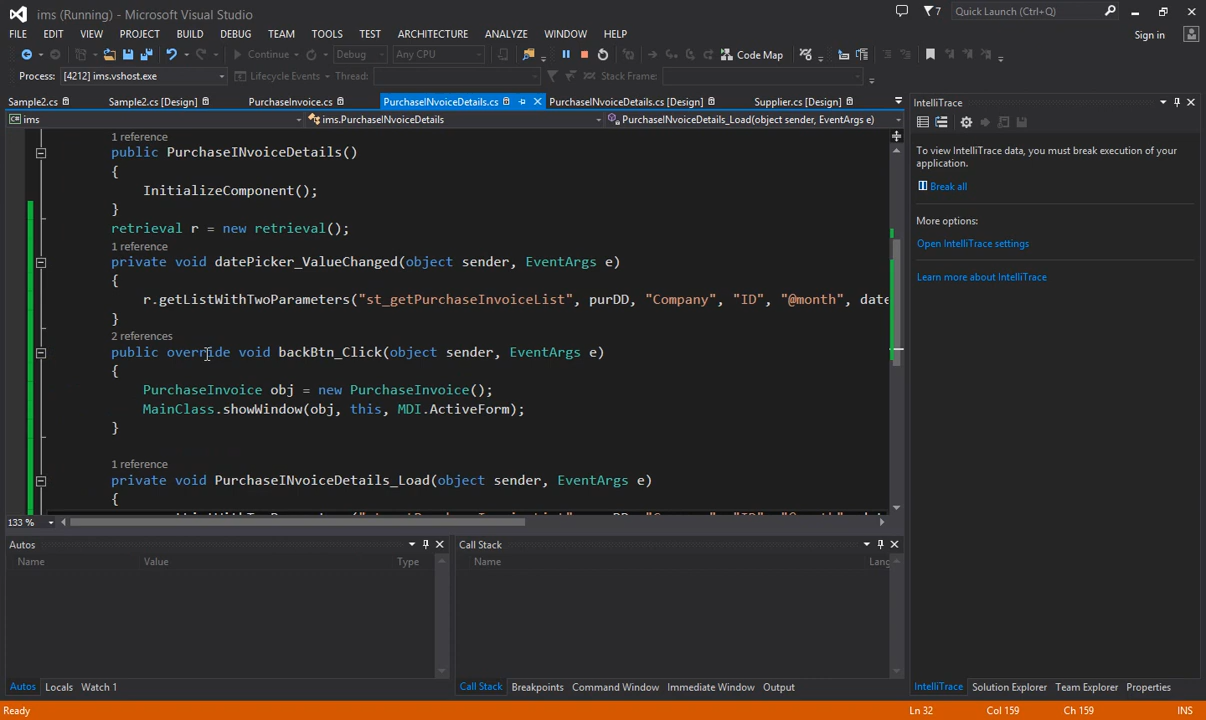 ims (Running) - Microsoft Visual Studio
7
Quick Launch (Ctrl+Q)
FILE EDIT VIEW PROJECT BUILD DEBUG TEAM TOOLS TEST ARCHITECTURE ANALYZE WINDOW HELP
Sign in
Continue Debug Any CPU Code Map
Process: [4212] ims.vshost.exe Lifecycle Events Thread: Stack Frame:
Sample2.cs Sample2.cs [Design] PurchaseInvoice.cs PurchaseINvoiceDetails.cs PurchaseINvoiceDetails.cs [Design] Supplier.cs [Design]
IntelliTrace
ims ims.PurchaseINvoiceDetails PurchaseINvoiceDetails_Load(object sender, EventArgs e)
1 reference
public PurchaseINvoiceDetails()
{
InitializeComponent();
}
retrieval r = new retrieval();
1 reference
private void datePicker_ValueChanged(object sender, EventArgs e)
{
r.getListWithTwoParameters("st_getPurchaseInvoiceList", purDD, "Company", "ID", "@month", date
}
2 references
public override void backBtn_Click(object sender, EventArgs e)
{
PurchaseInvoice obj = new PurchaseInvoice();
MainClass.showWindow(obj, this, MDI.ActiveForm);
}
1 reference
private void PurchaseINvoiceDetails_Load(object sender, EventArgs e)
{
133 %
To view IntelliTrace data, you must break execution of your
application.
Break all
More options:
Open IntelliTrace settings
Learn more about IntelliTrace
Autos
Name Value Type
Call Stack
Name Lang
Autos Locals Watch 1
Call Stack Breakpoints Command Window Immediate Window Output
IntelliTrace Solution Explorer Team Explorer Properties
Ready Ln 32 Col 159 Ch 159 INS